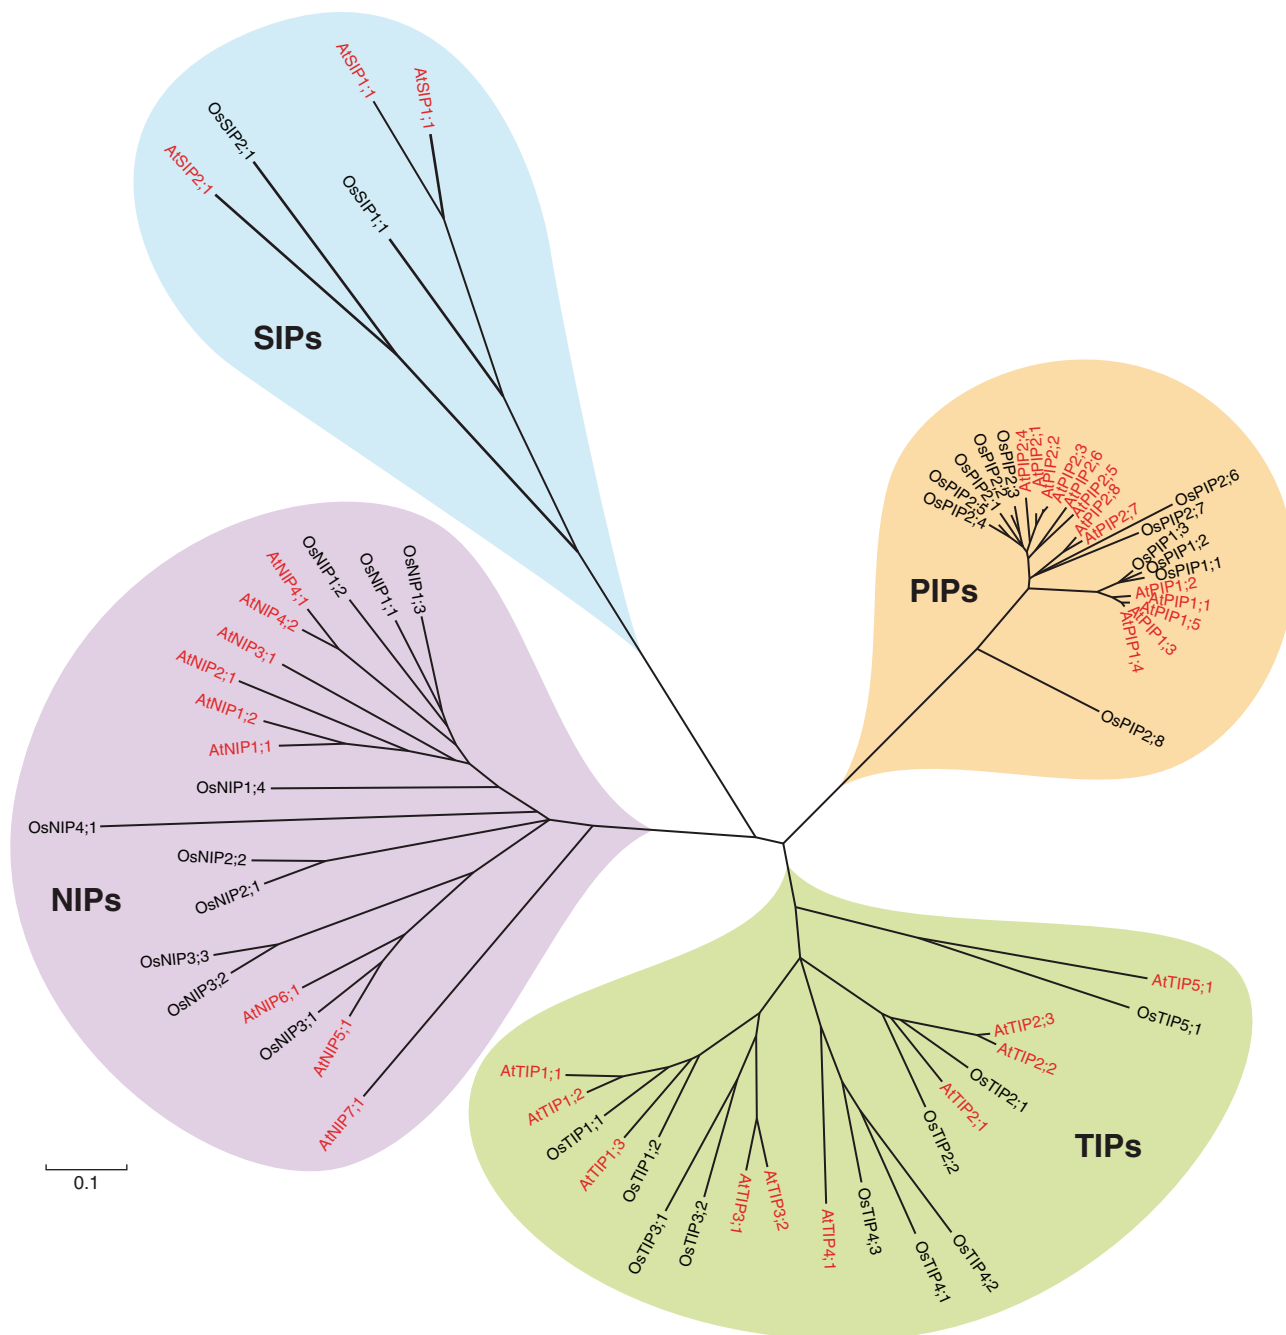 AtSIP1;1
AtSIP1;1
OsSIP2;1
AtSIP2;1
OsSIP1;1
SIPs
OsPIP2;4
OsPIP2;5
OsPIP2;1
OsPIP2;2
OsPIP2;3
AtPIP2;4
AtPIP2;1
AtPIP2;2
AtPIP2;3
AtPIP2;6
AtPIP2;5
AtPIP2;8
AtPIP2;7
OsPIP2;6
OsPIP2;7
OsPIP1;3
OsPIP1;2
OsPIP1;1
AtPIP1;2
AtPIP1;1
AtPIP1;5
AtPIP1;3
AtPIP1;4
PIPs
OsPIP2;8
OsNIP1;3
OsNIP1;1
OsNIP1;2
AtNIP4;1
AtNIP4;2
AtNIP3;1
AtNIP2;1
AtNIP1;2
AtNIP1;1
OsNIP1;4
OsNIP4;1
OsNIP2;2
OsNIP2;1
NIPs
OsNIP3;3
OsNIP3;2
AtNIP6;1
OsNIP3;1
AtNIP5;1
AtNIP7;1
AtTIP5;1
OsTIP5;1
AtTIP2;3
AtTIP2;2
OsTIP2;1
AtTIP2;1
OsTIP2;2
TIPs
AtTIP1;1
AtTIP1;2
OsTIP1;1
AtTIP1;3
OsTIP1;2
OsTIP3;1
OsTIP3;2
AtTIP3;1
AtTIP3;2
AtTIP4;1
OsTIP4;3
OsTIP4;1
OsTIP4;2
0.1